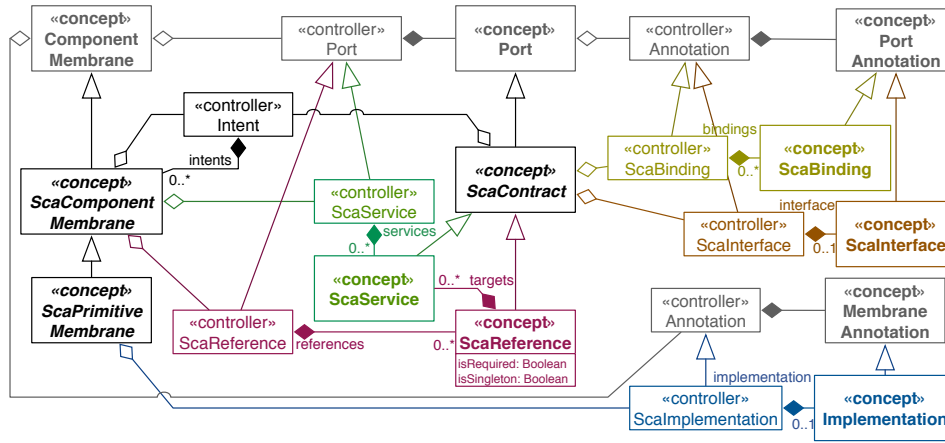 «concept»
Component
Membrane
«controller»
Port
«concept»
Port
«controller»
Annotation
«concept»
Port
Annotation
«controller»
Intent
intents
0..*
«concept»
ScaComponent
Membrane
«controller»
ScaService
services
0..*
«concept»
ScaContract
«controller»
ScaBinding
bindings
0..*
«concept»
ScaBinding
«controller»
ScaInterface
interface
0..1
«concept»
ScaInterface
«concept»
ScaService
0..* targets
«concept»
ScaPrimitive
Membrane
«controller»
ScaReference
references
0..*
«concept»
ScaReference
isRequired: Boolean
isSingleton: Boolean
«controller»
Annotation
«concept»
Membrane
Annotation
«controller»
ScaImplementation
implementation
0..1
«concept»
Implementation